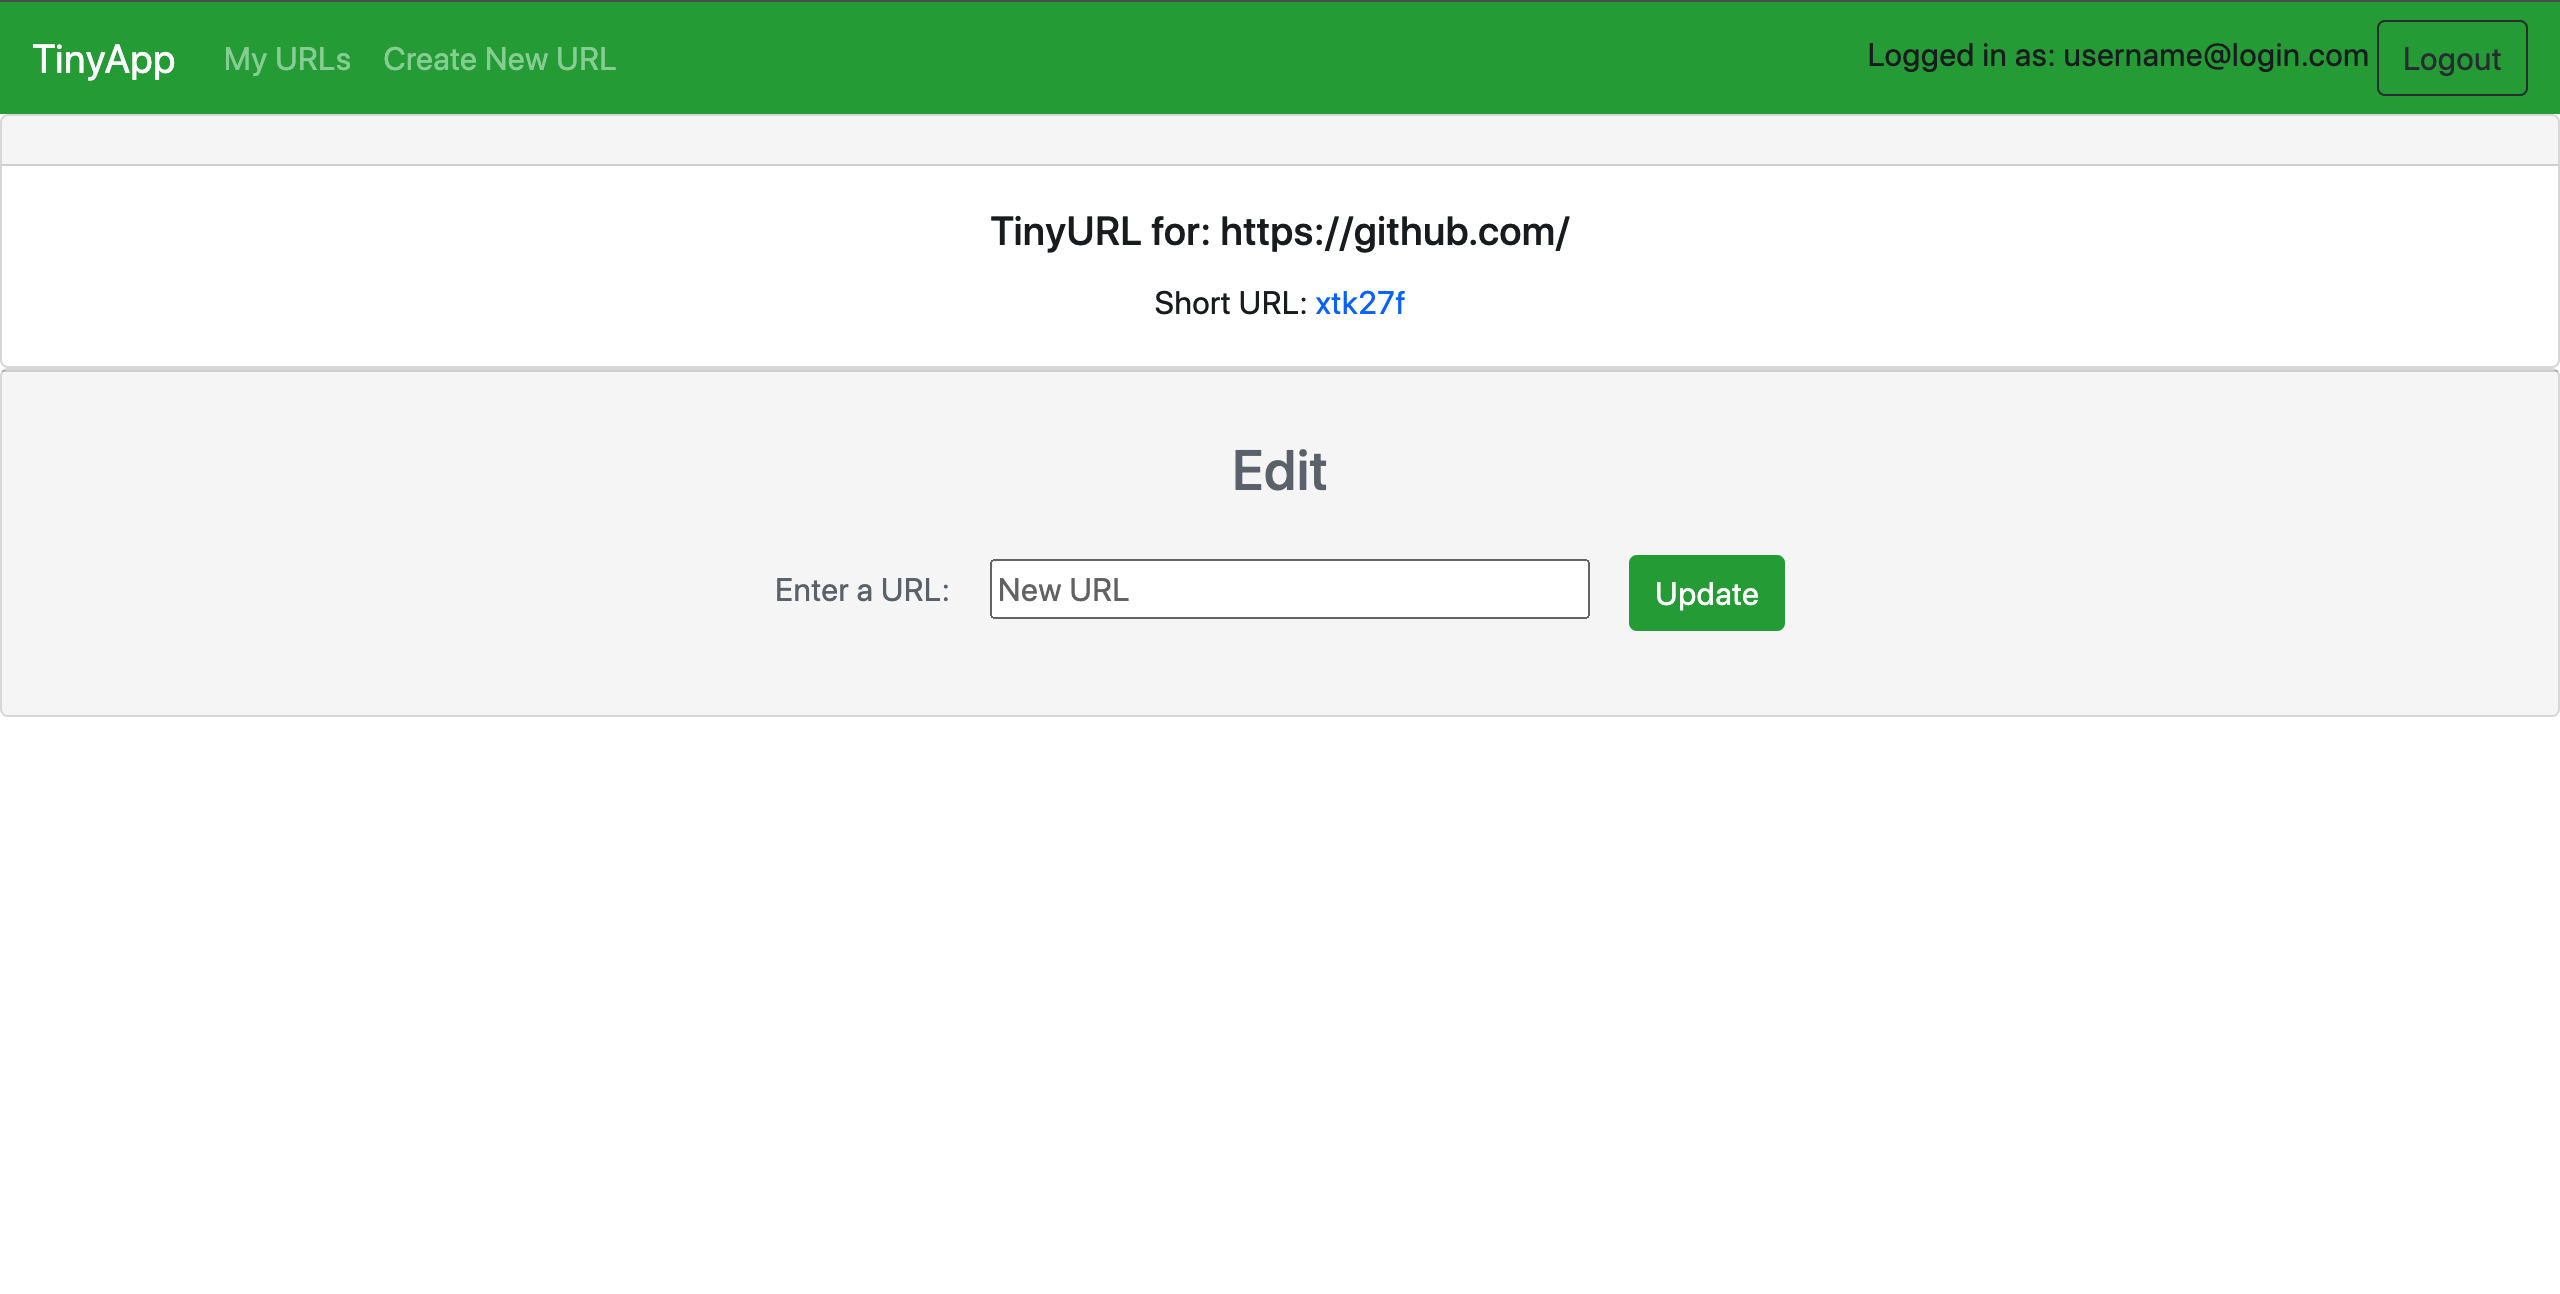 TinyApp My URLs Create New URL Logged in as: username@login.com Logout
TinyURL for: https://github.com/
Short URL: xtk27f
Edit
Enter a URL: New URL Update